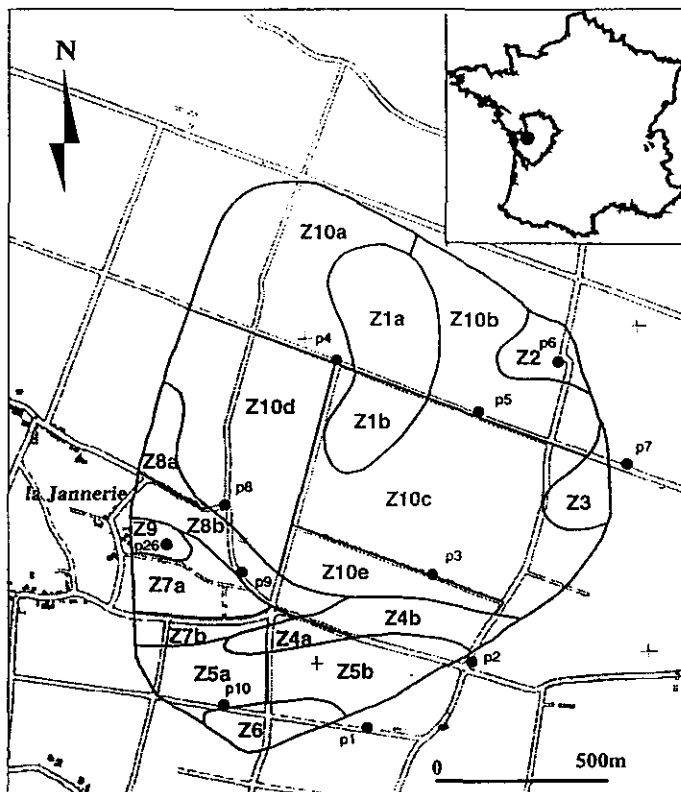 N
Z10a
Z1a
Z10b
p4
Z2
p6
Z10d
Z1b
p5
p7
Z8a
la Jannerie
p8
Z10c
Z3
Z9
Z8b
p26
p9
Z10e
p3
Z7a
Z7b
Z4a
Z4b
Z5a
Z5b
p2
p10
Z6
p1
0 500m